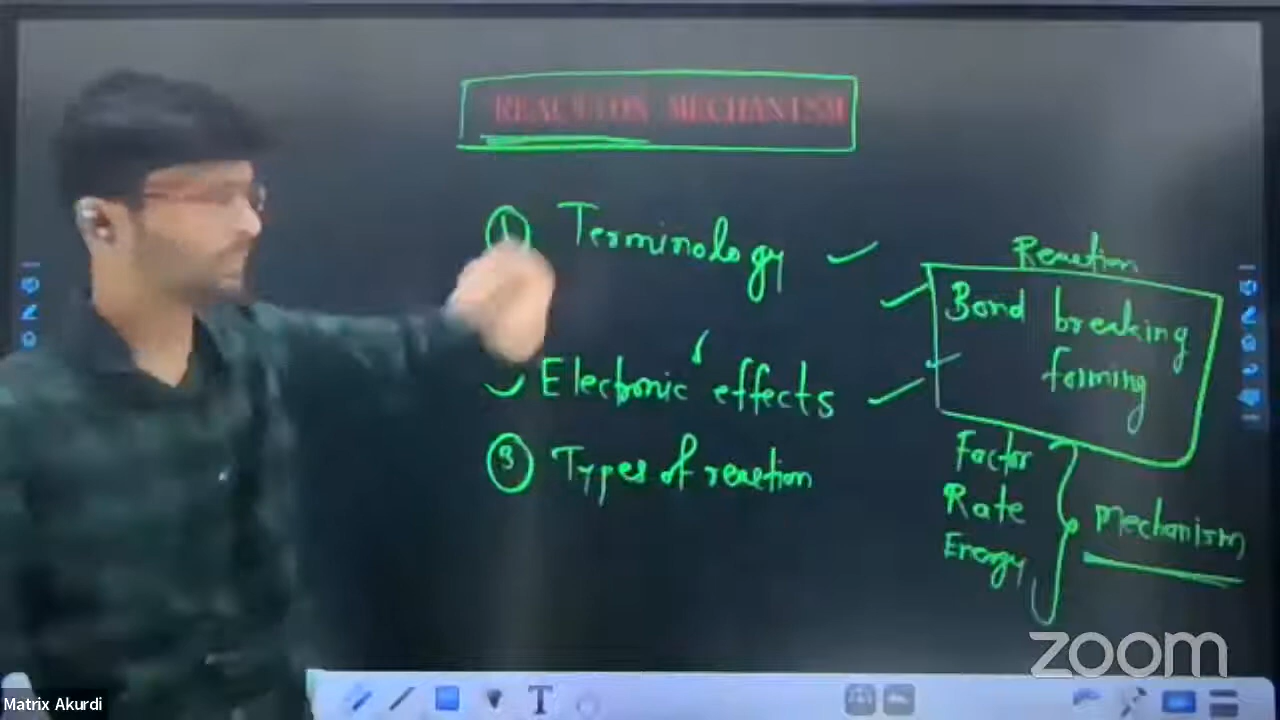 REACTION MECHANISM
① Terminology
Electronic effects
③ Types of reaction
Reaction
Bond breaking
forming
Factor
Rate
Energy
mechanism
zoom
T
Matrix Akurdi